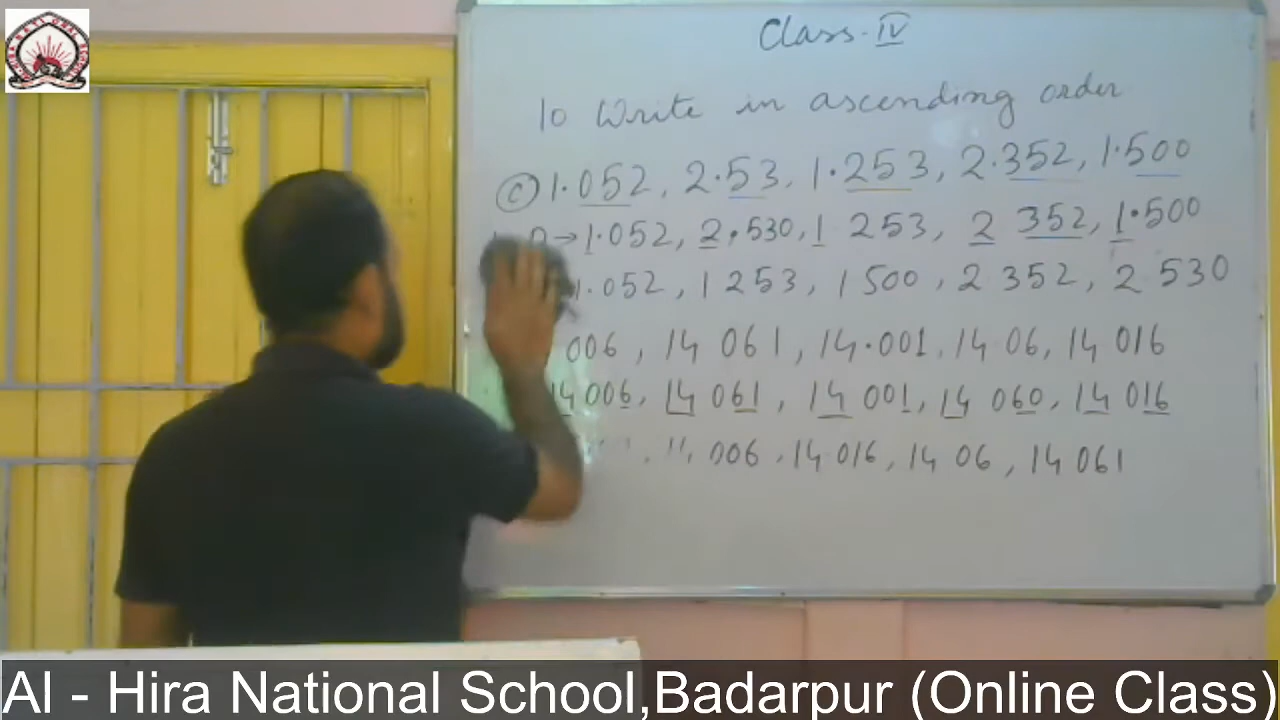 Class-IV
10 Write in ascending order
(c) 1.052, 2.53, 1.253, 2.352, 1.500
→ 1.052, 2.530, 1 253, 2 352, 1.500
1.052, 1 253, 1 500, 2 352, 2 530
006, 14 061, 14.001, 14 06, 14 016
14 006, 14 061, 14 001, 14 060, 14 016
006, 14 016, 14 06, 14 061
Al - Hira National School,Badarpur (Online Class)